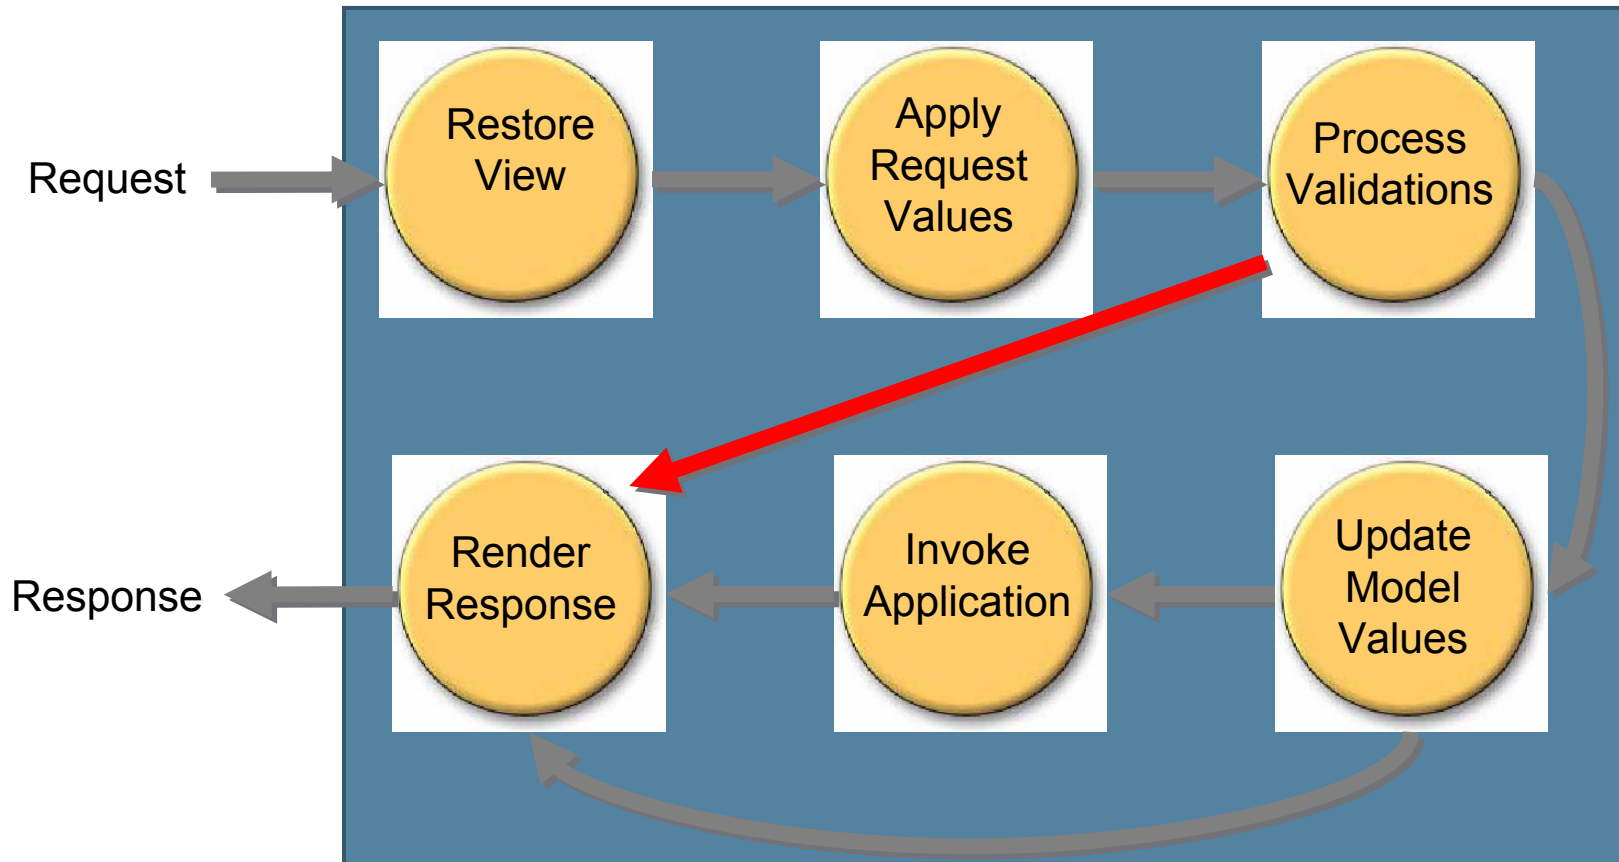 Request
Restore
View
Apply
Request
Values
Process
Validations
Response
Render
Response
Invoke
Application
Update
Model
Values